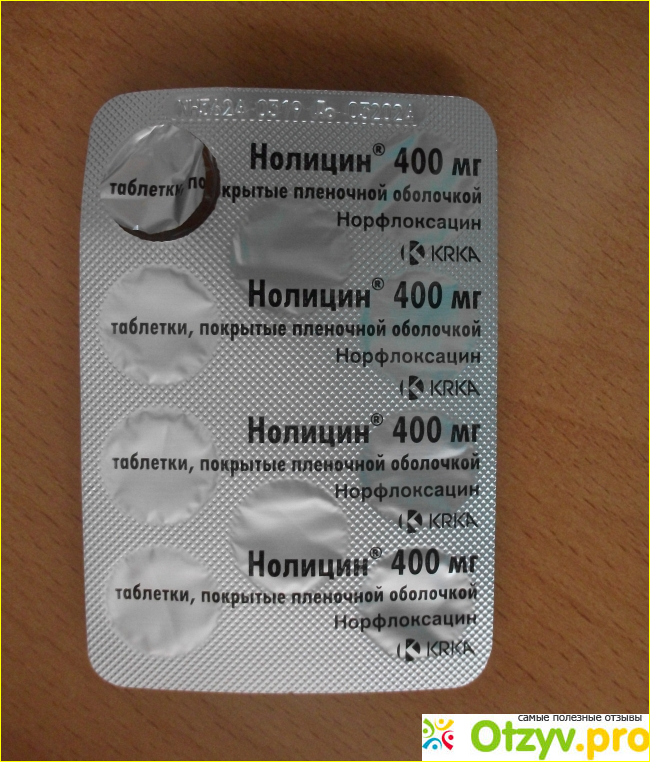 Нолицин® 400 мг
таблетки, покрытые пленочной оболочкой
Норфлоксацин
KRKA
Нолицин® 400 мг
таблетки, покрытые пленочной оболочкой
Норфлоксацин
KRKA
Нолицин® 400 мг
таблетки, покрытые пленочной оболочкой
Норфлоксацин
KRKA
Нолицин® 400 мг
таблетки, покрытые пленочной оболочкой
Норфлоксацин
KRKA
самые полезные отзывы
Otzyv.pro